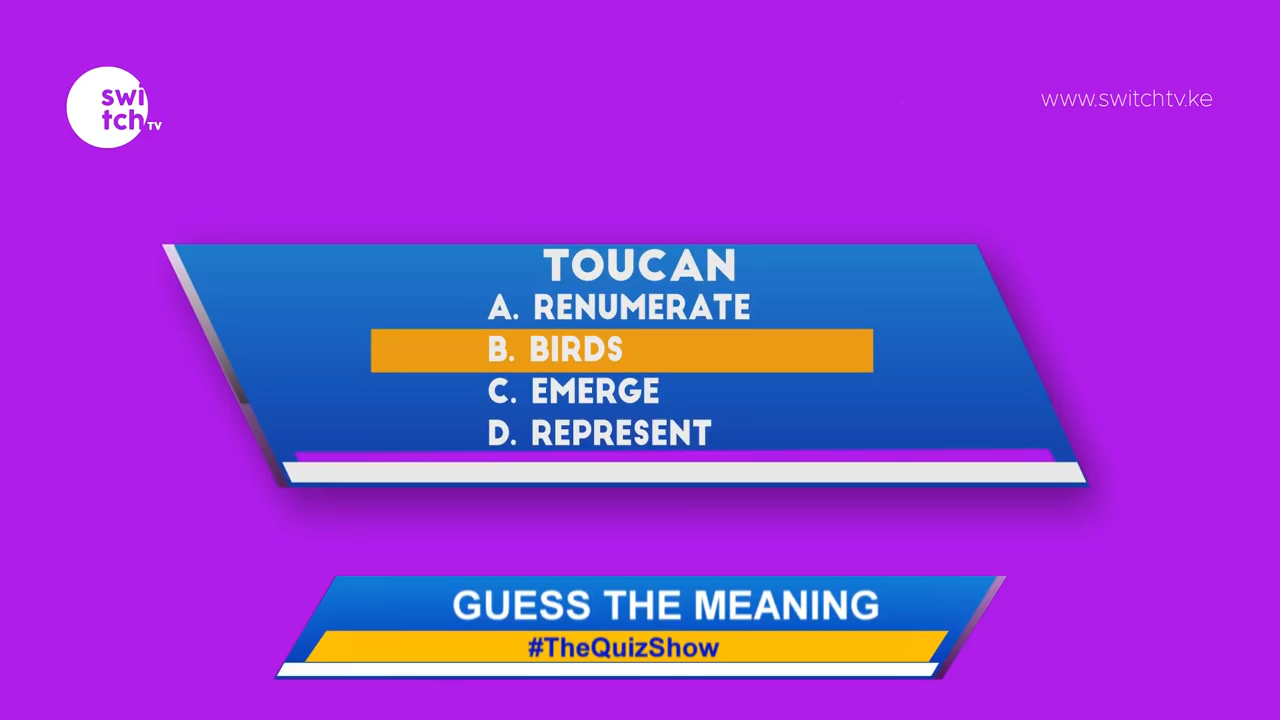 swi
tch TV
www.switchtv.ke
TOUCAN
A. RENUMERATE
B. BIRDS
C. EMERGE
D. REPRESENT
GUESS THE MEANING
#TheQuizShow